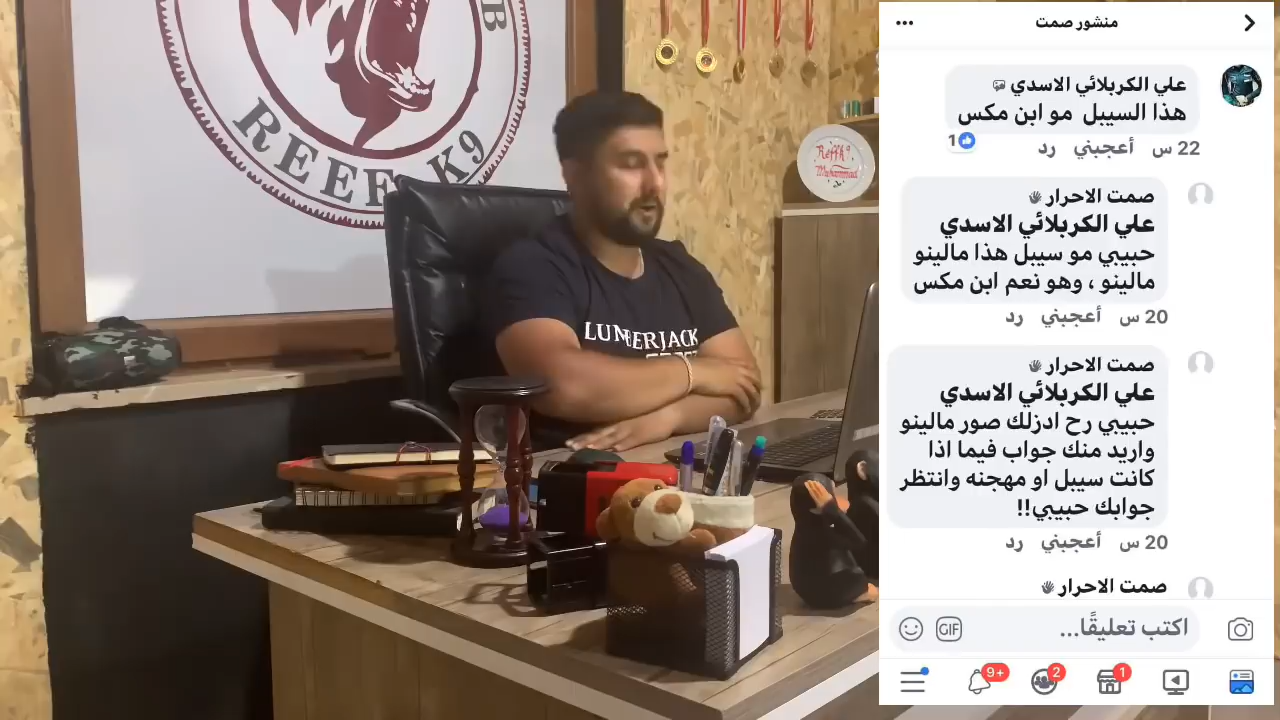 B
REEF K9
Reffk9
Muhammad
LUMBERJACK
منشور صمت
علي الكربلائي الاسدي
هذا السيبل مو ابن مكس
22 س أعجبني رد
1
صمت الاحرار
علي الكربلائي الاسدي
حبيبي مو سيبل هذا مالينو
مالينو ، وهو نعم ابن مكس
20 س أعجبني رد
صمت الاحرار
علي الكربلائي الاسدي
حبيبي رح ادزلك صور مالينو
واريد منك جواب فيما اذا
كانت سيبل او مهجنه وانتظر
جوابك حبيبي!!
20 س أعجبني رد
صمت الاحرار
اكتب تعليقًا...
GIF
9+
2
1